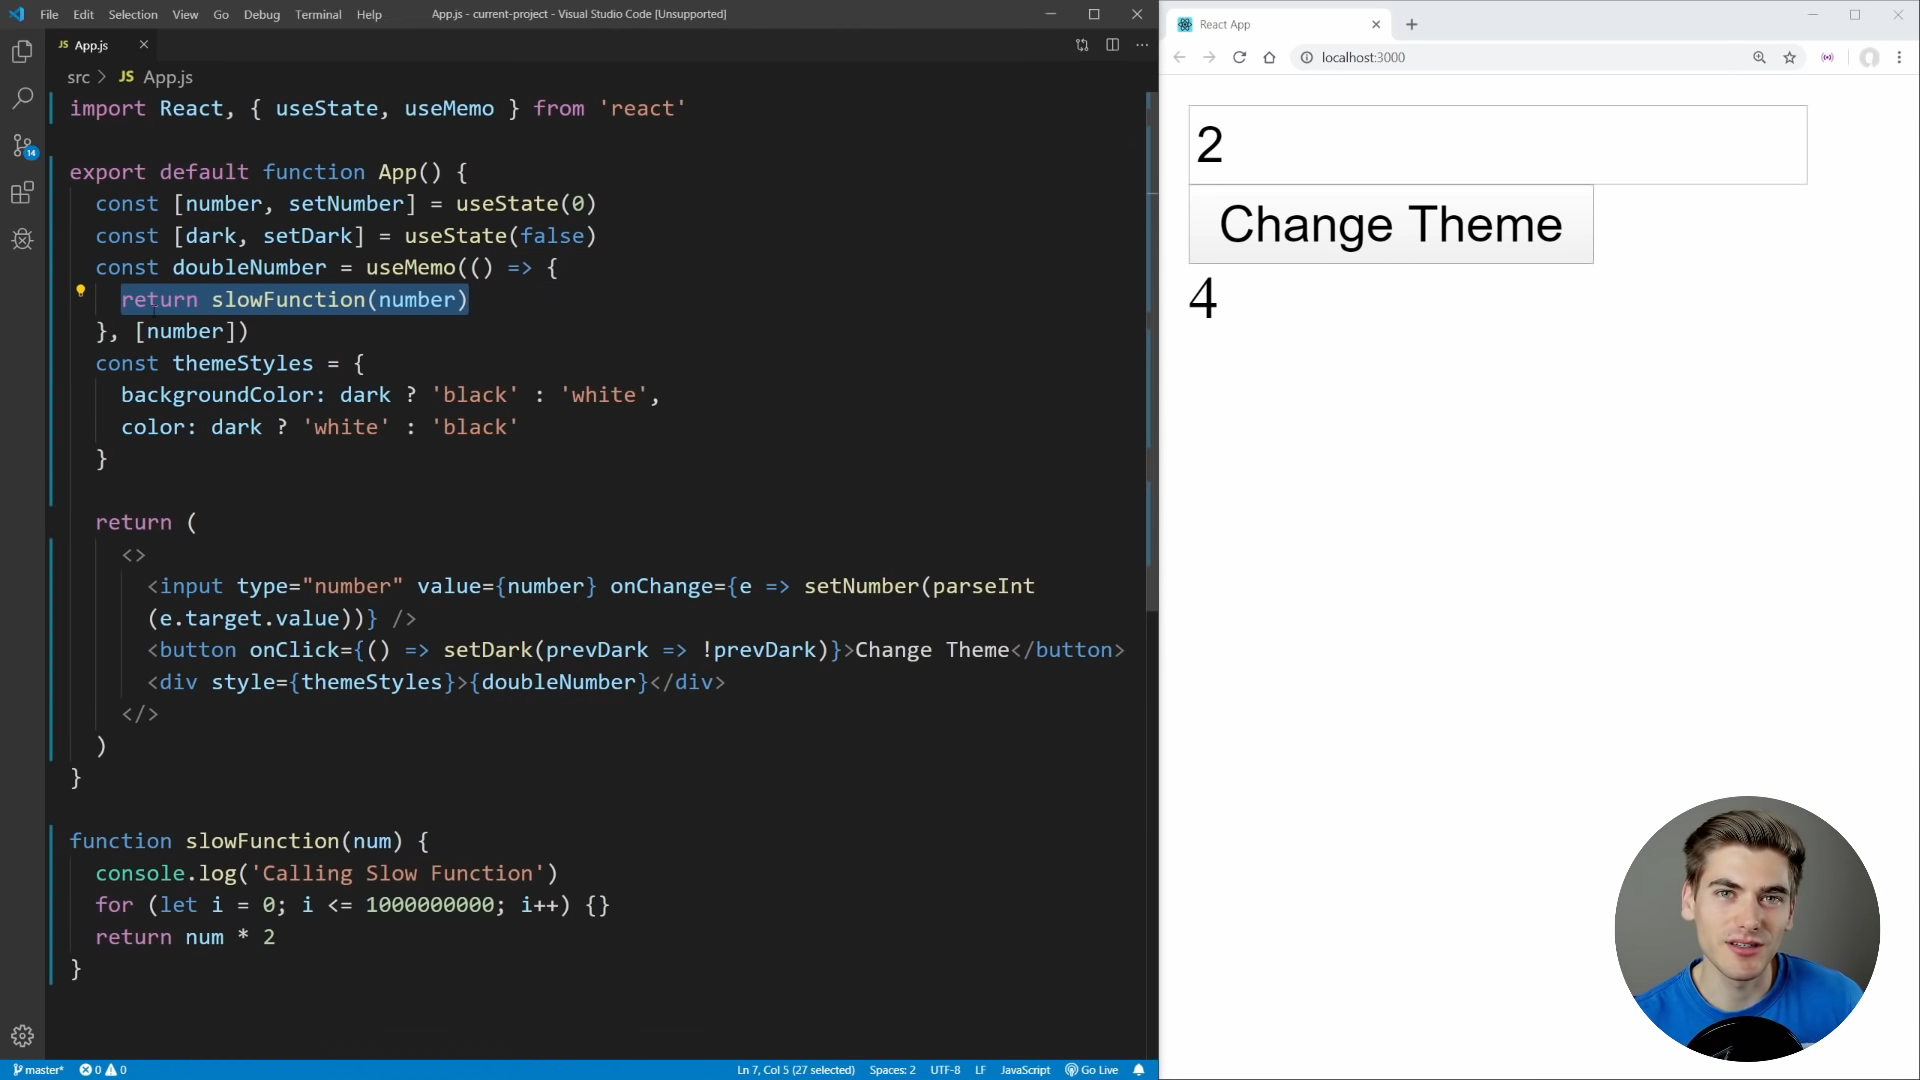 File Edit Selection View Go Debug Terminal Help App.js - current-project - Visual Studio Code [Unsupported]
JS App.js
src > JS App.js
import React, { useState, useMemo } from 'react'
export default function App() {
const [number, setNumber] = useState(0)
const [dark, setDark] = useState(false)
const doubleNumber = useMemo(() => {
return slowFunction(number)
}, [number])
const themeStyles = {
backgroundColor: dark ? 'black' : 'white',
color: dark ? 'white' : 'black'
}
return (
<>
<input type="number" value={number} onChange={e => setNumber(parseInt
(e.target.value))} />
<button onClick={() => setDark(prevDark => !prevDark)}>Change Theme</button>
<div style={themeStyles}>{doubleNumber}</div>
</>
)
}
function slowFunction(num) {
console.log('Calling Slow Function')
for (let i = 0; i <= 1000000000; i++) {}
return num * 2
}
14
master* 0 0 Ln 7, Col 5 (27 selected) Spaces: 2 UTF-8 LF JavaScript Go Live
React App
localhost:3000
2
Change Theme
4